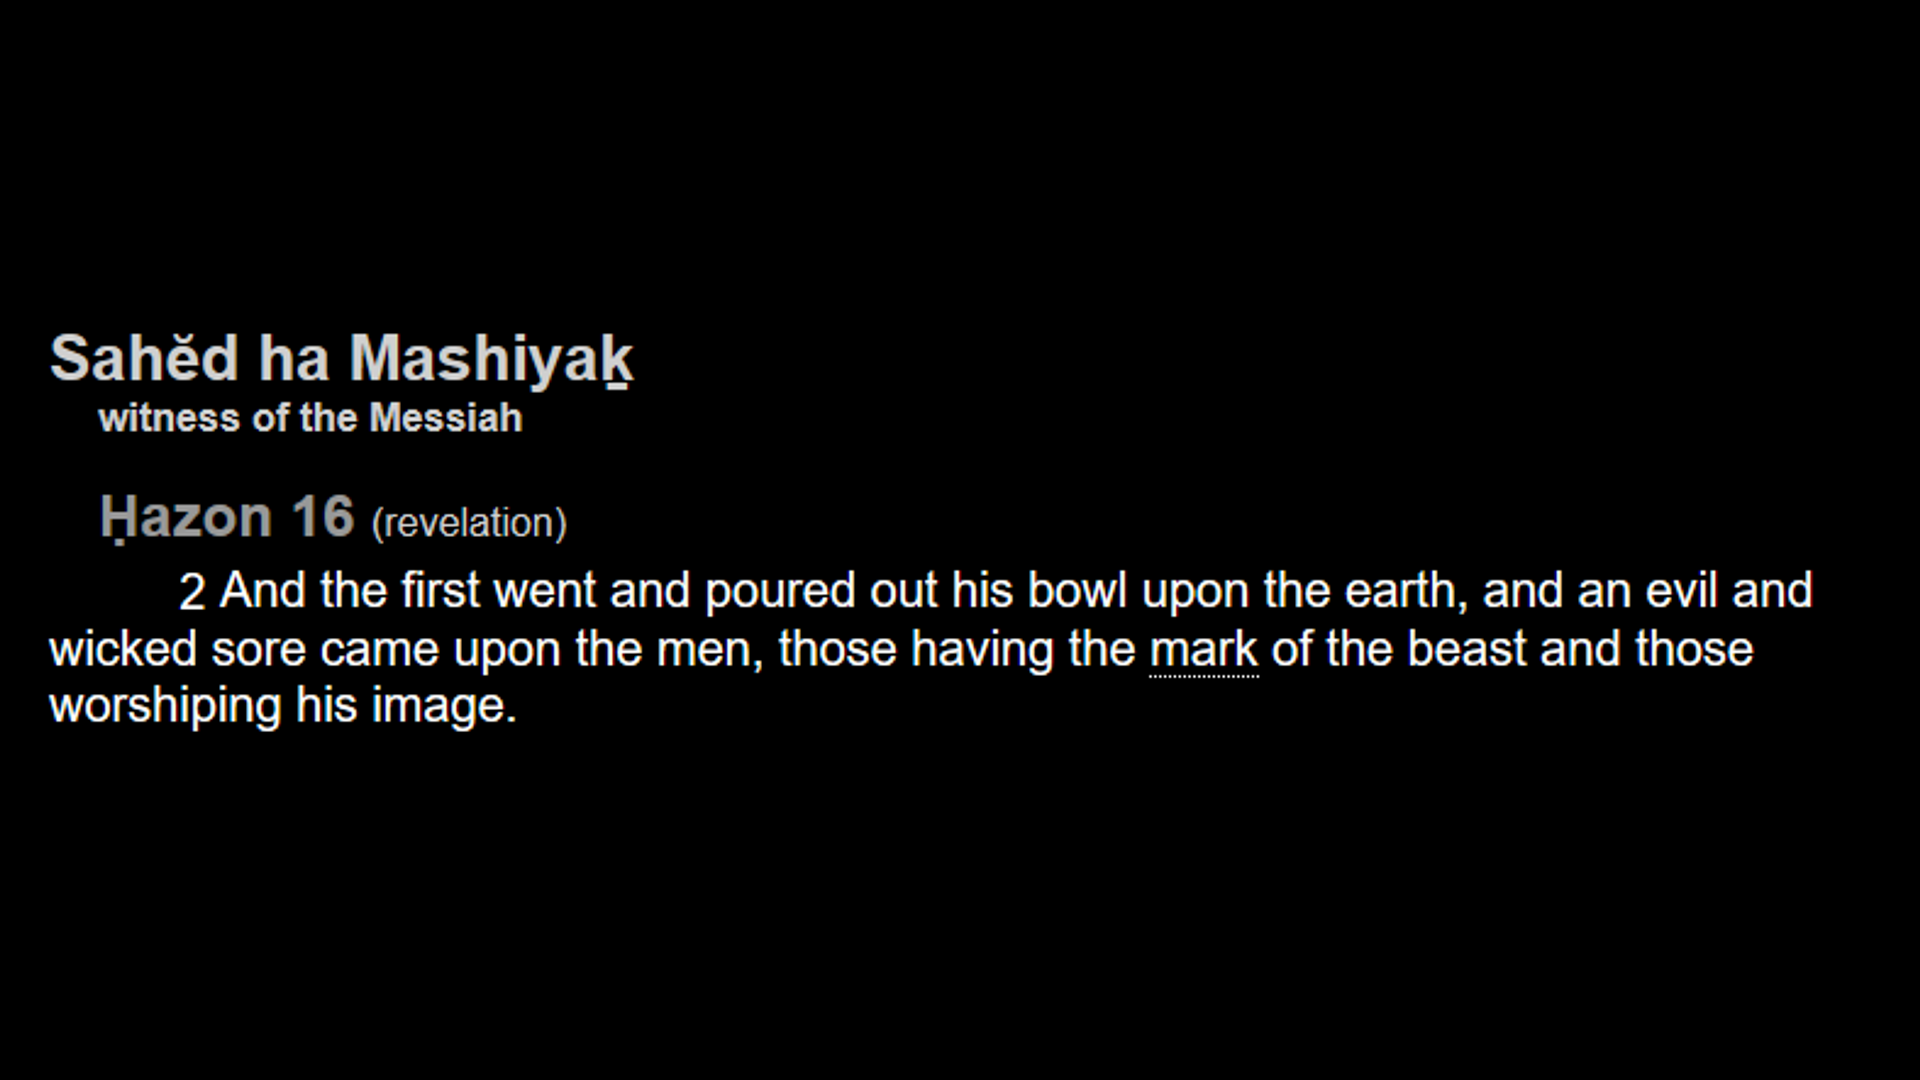 Sahĕd ha Mashiyaḵ
witness of the Messiah
Ḥazon 16 (revelation)
2 And the first went and poured out his bowl upon the earth, and an evil and
wicked sore came upon the men, those having the mark of the beast and those
worshiping his image.